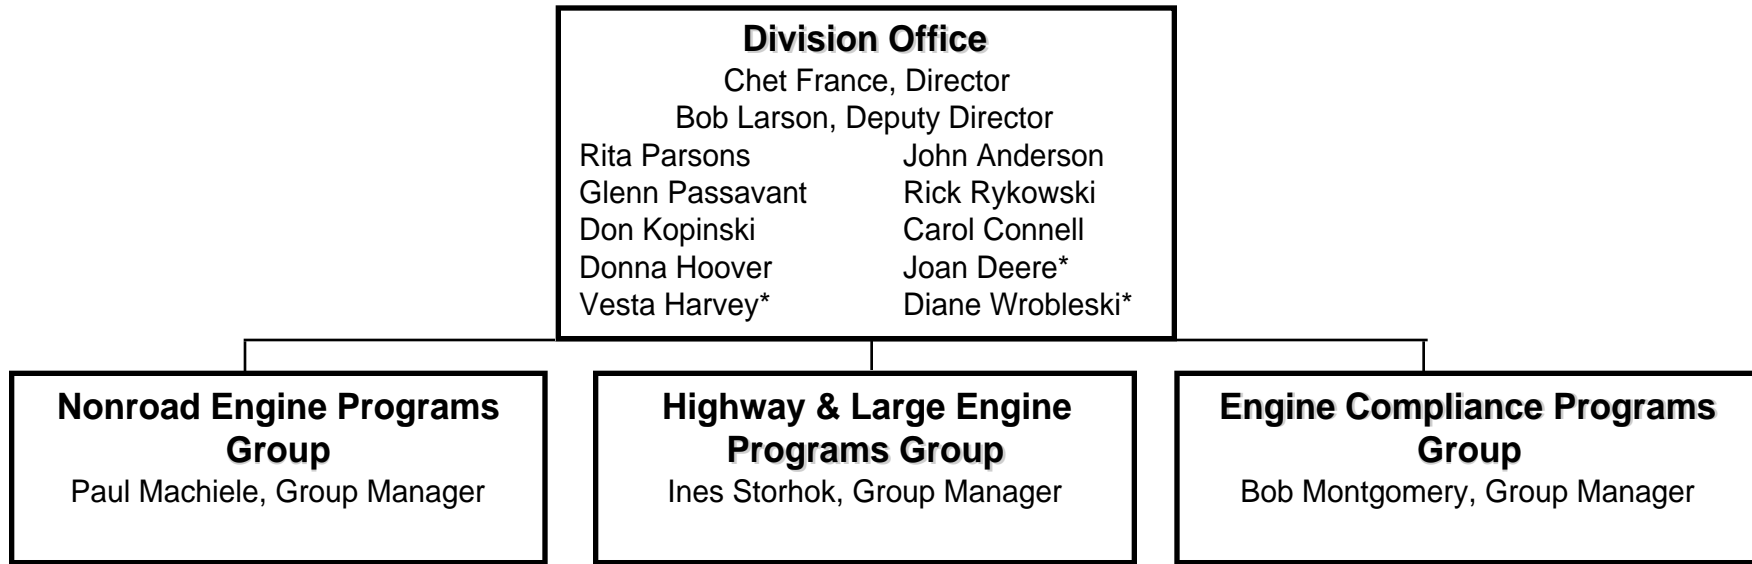 Division Office
Chet France, Director
Bob Larson, Deputy Director
Rita Parsons John Anderson
Glenn Passavant Rick Rykowski
Don Kopinski Carol Connell
Donna Hoover Joan Deere*
Vesta Harvey* Diane Wrobleski*
Nonroad Engine Programs
Group
Paul Machiele, Group Manager
Highway & Large Engine
Programs Group
Ines Storhok, Group Manager
Engine Compliance Programs
Group
Bob Montgomery, Group Manager